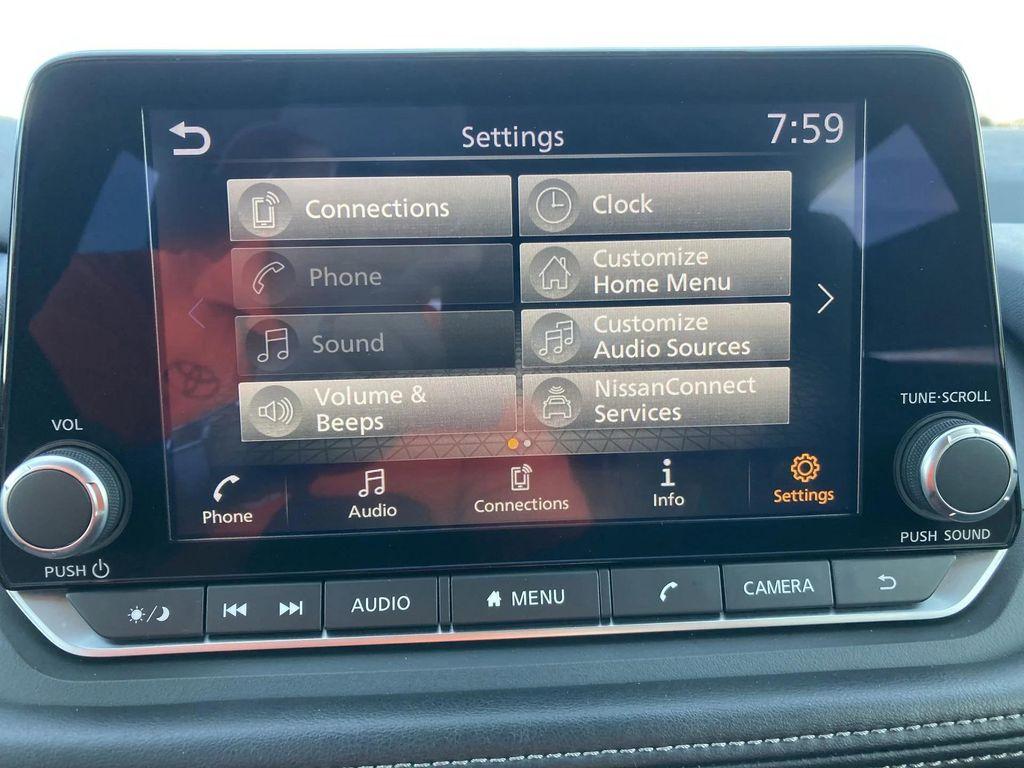 Settings
7:59
Connections
Clock
Phone
Customize
Home Menu
Sound
Customize
Audio Sources
Volume &
Beeps
NissanConnect
Services
Phone
Audio
Connections
Info
Settings
VOL
PUSH
TUNE·SCROLL
PUSH SOUND
AUDIO
MENU
CAMERA